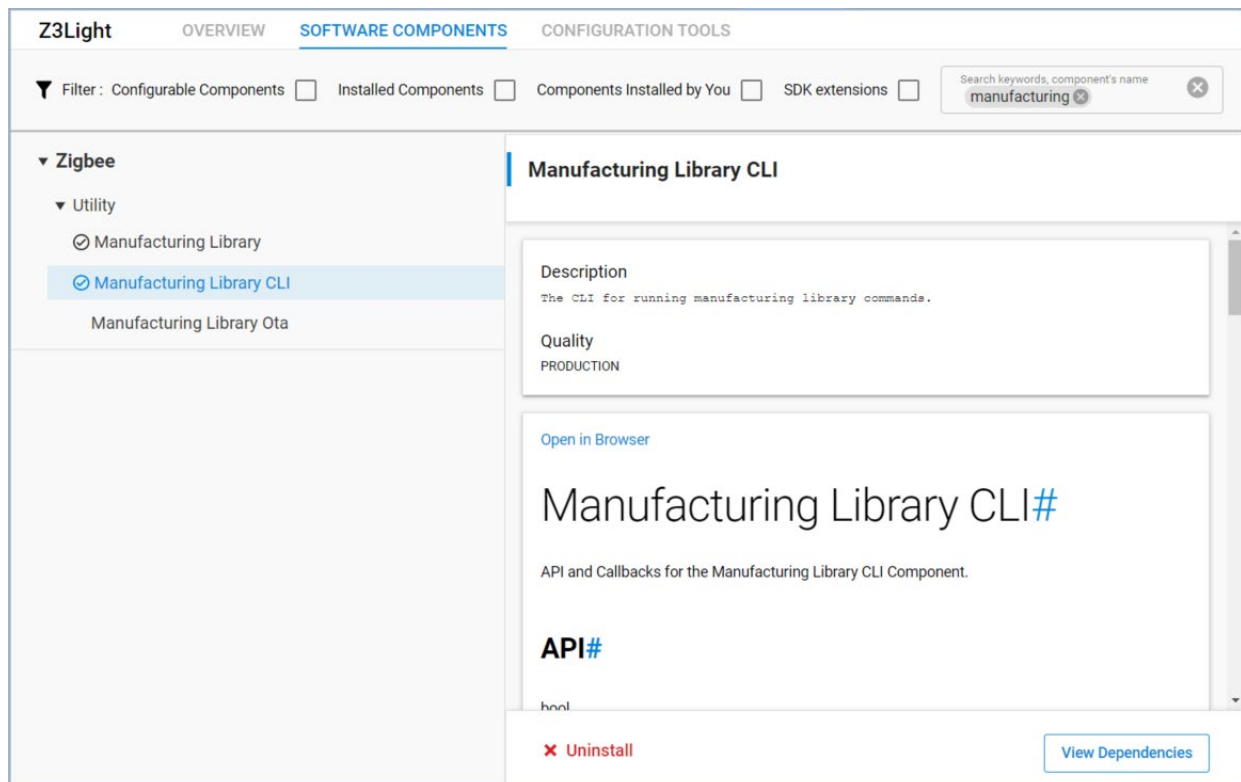 Z3Light OVERVIEW SOFTWARE COMPONENTS CONFIGURATION TOOLS
Filter : Configurable Components Installed Components Components Installed by You SDK extensions
Search keywords, component's name
manufacturing
Zigbee
Utility
Manufacturing Library
Manufacturing Library CLI
Manufacturing Library Ota
Manufacturing Library CLI
Description
The CLI for running manufacturing library commands.
Quality
PRODUCTION
Open in Browser
Manufacturing Library CLI#
API and Callbacks for the Manufacturing Library CLI Component.
API#
bool
Uninstall
View Dependencies